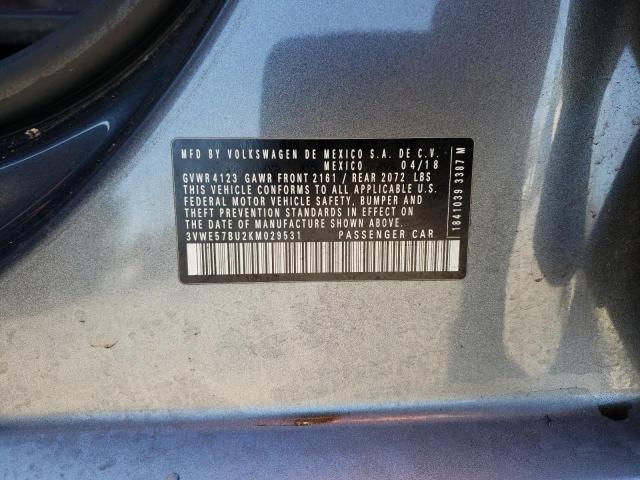 MFD BY VOLKSWAGEN DE MEXICO S.A. DE C.V.
MEXICO 04/18
GVWR 4123 GAWR FRONT 2161 / REAR 2072 LBS
THIS VEHICLE CONFORMS TO ALL APPLICABLE U.S.
FEDERAL MOTOR VEHICLE SAFETY, BUMPER AND
THEFT PREVENTION STANDARDS IN EFFECT ON
THE DATE OF MANUFACTURE SHOWN ABOVE
3VWE57BU2KM029531 PASSENGER CAR
1841039 3387 M